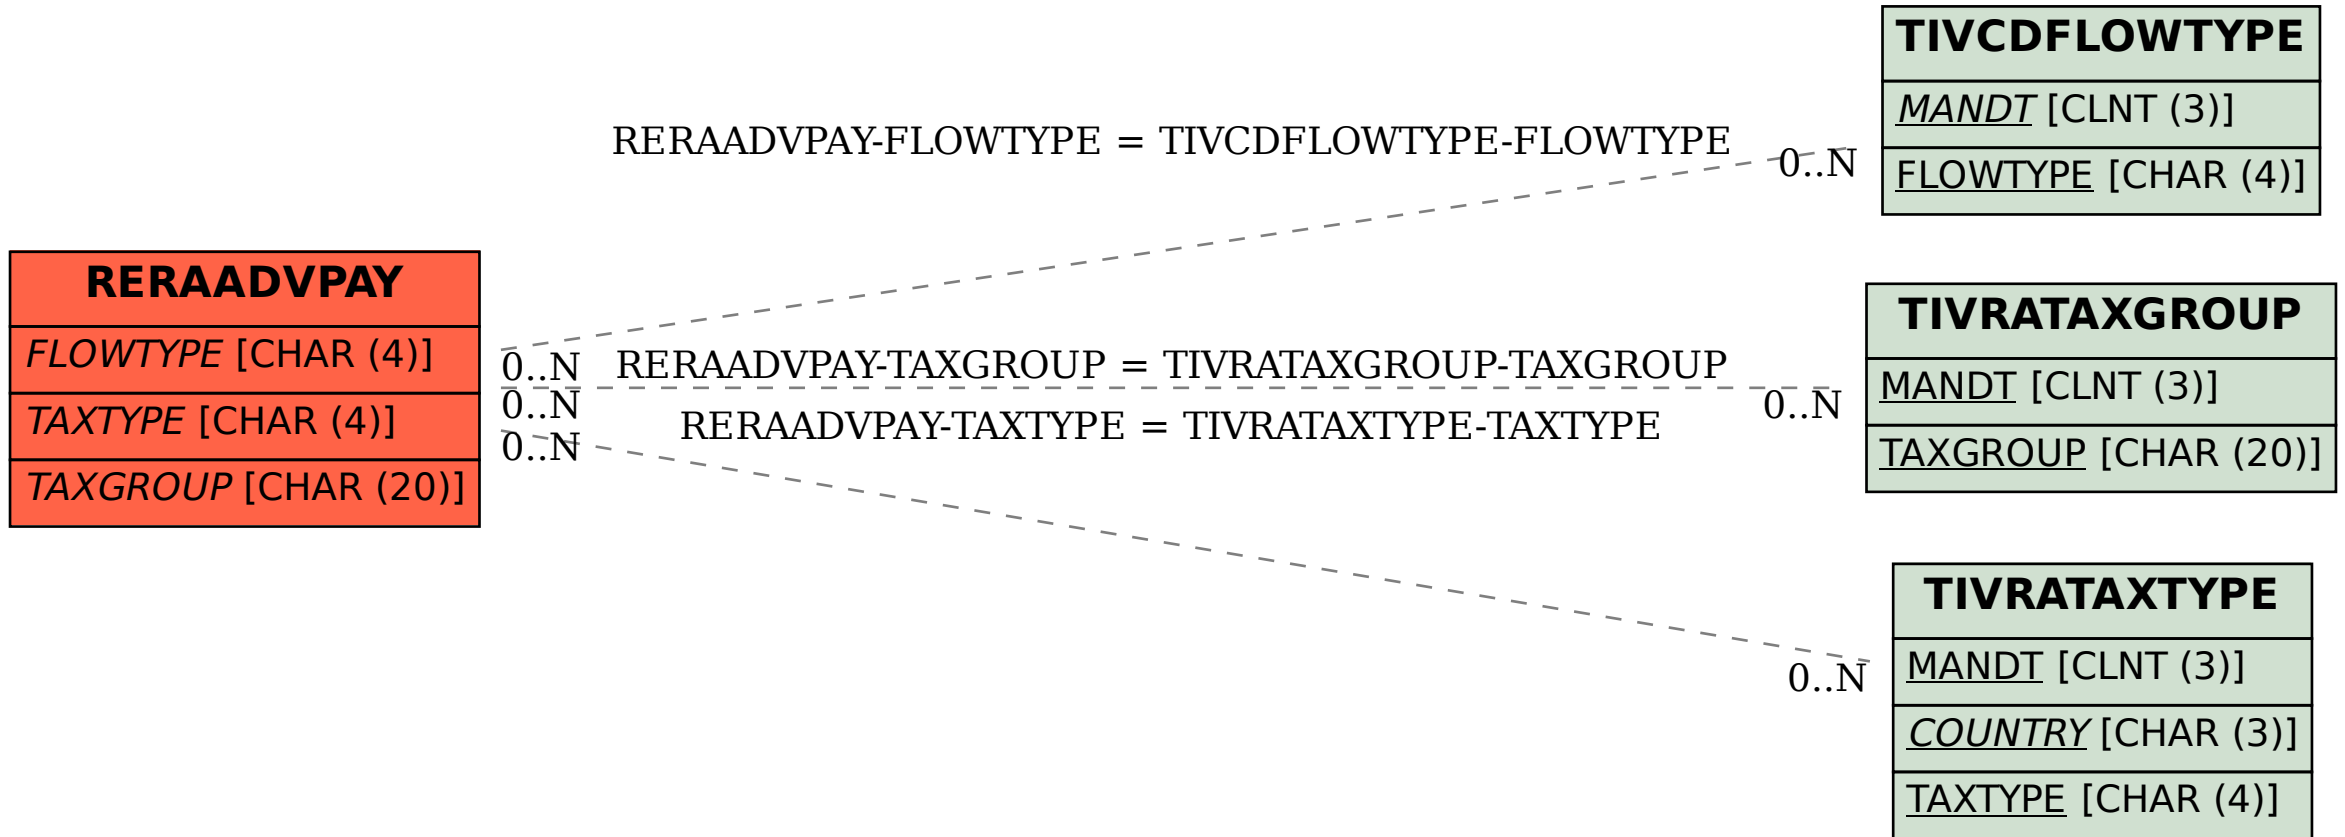 TIVCDFLOWTYPE
MANDT [CLNT (3)]
FLOWTYPE [CHAR (4)]
RERAADVPAY-FLOWTYPE = TIVCDFLOWTYPE-FLOWTYPE
0..N
RERAADVPAY
FLOWTYPE [CHAR (4)]
TAXTYPE [CHAR (4)]
TAXGROUP [CHAR (20)]
0..N
0..N
0..N
RERAADVPAY-TAXGROUP = TIVRATAXGROUP-TAXGROUP
0..N
RERAADVPAY-TAXTYPE = TIVRATAXTYPE-TAXTYPE
TIVRATAXGROUP
MANDT [CLNT (3)]
TAXGROUP [CHAR (20)]
0..N
TIVRATAXTYPE
MANDT [CLNT (3)]
COUNTRY [CHAR (3)]
TAXTYPE [CHAR (4)]